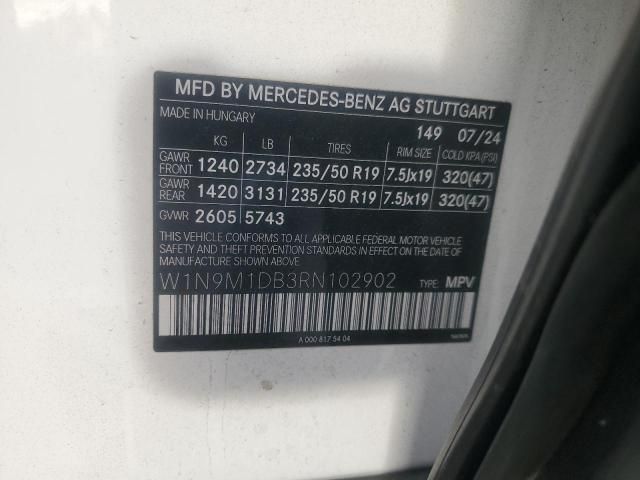 MFD BY MERCEDES-BENZ AG STUTTGART
MADE IN HUNGARY 149 07/24
KG LB TIRES RIM SIZE COLD KPA(PSI)
GAWR FRONT 1240 2734 235/50 R19 7.5Jx19 320(47)
GAWR REAR 1420 3131 235/50 R19 7.5Jx19 320(47)
GVWR 2605 5743
THIS VEHICLE CONFORMS TO ALL APPLICABLE FEDERAL MOTOR VEHICLE
SAFETY AND THEFT PREVENTION STANDARDS IN EFFECT ON THE DATE OF
MANUFACTURE SHOWN ABOVE
W1N9M1DB3RN102902 TYPE: MPV
A 000 817 54 04